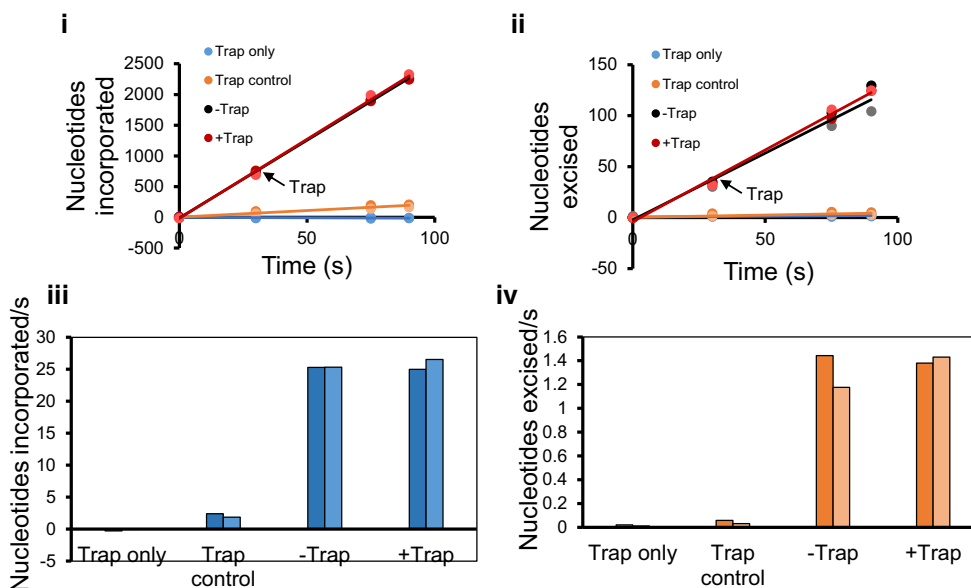 i
Nucleotides
incorporated
2500
2000
1500
1000
500
0
-500
Trap only
Trap control
-Trap
+Trap
Trap
0
50
100
Time (s)
ii
Nucleotides
excised
150
100
50
0
-50
Trap only
Trap control
-Trap
+Trap
Trap
0
50
100
Time (s)
iii
Nucleotides incorporated/s
30
25
20
15
10
5
0
-5
Trap only
Trap
control
-Trap
+Trap
iv
Nucleotides excised/s
1.6
1.4
1.2
1
0.8
0.6
0.4
0.2
0
Trap only
Trap
control
-Trap
+Trap